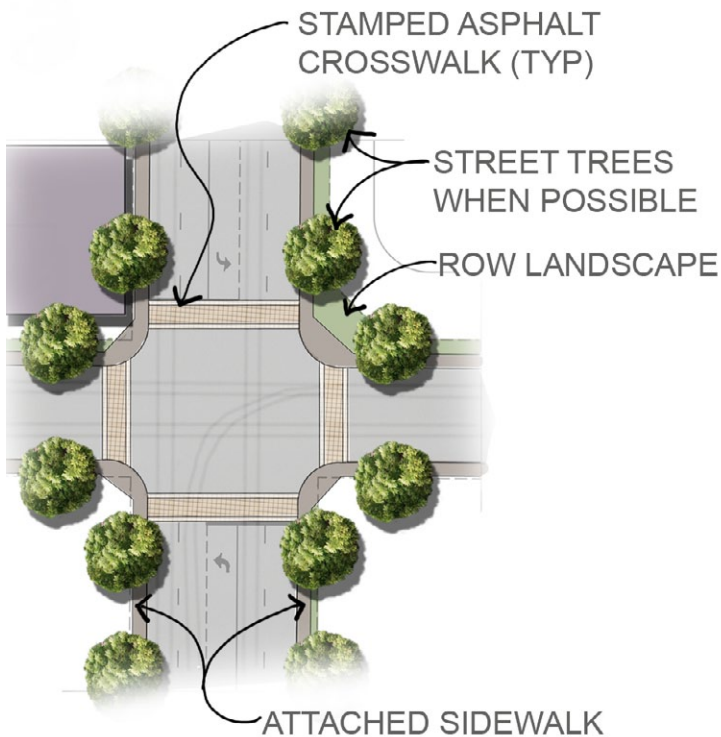 STAMPED ASPHALT
CROSSWALK (TYP)
STREET TREES
WHEN POSSIBLE
ROW LANDSCAPE
ATTACHED SIDEWALK